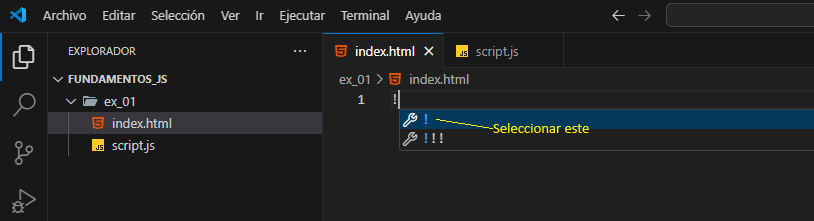 Archivo Editar Selección Ver Ir Ejecutar Terminal Ayuda
EXPLORADOR ···
FUNDAMENTOS_JS
ex_01
index.html
script.js
index.html script.js
ex_01 > index.html
1 !
!
!!!
Seleccionar este